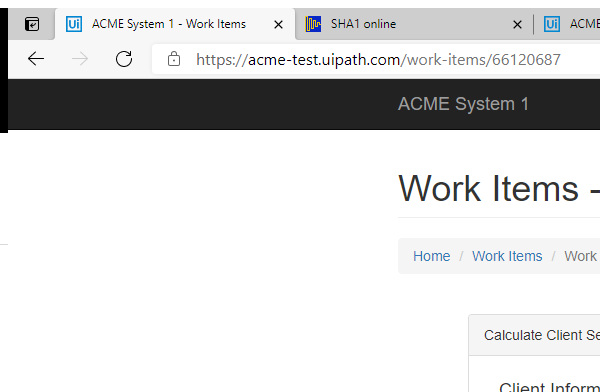 Ui ACME System 1 - Work Items SHA1 online Ui ACME
https://acme-test.uipath.com/work-items/66120687
ACME System 1
Work Items -
Home / Work Items / Work
Calculate Client Se
Client Inform